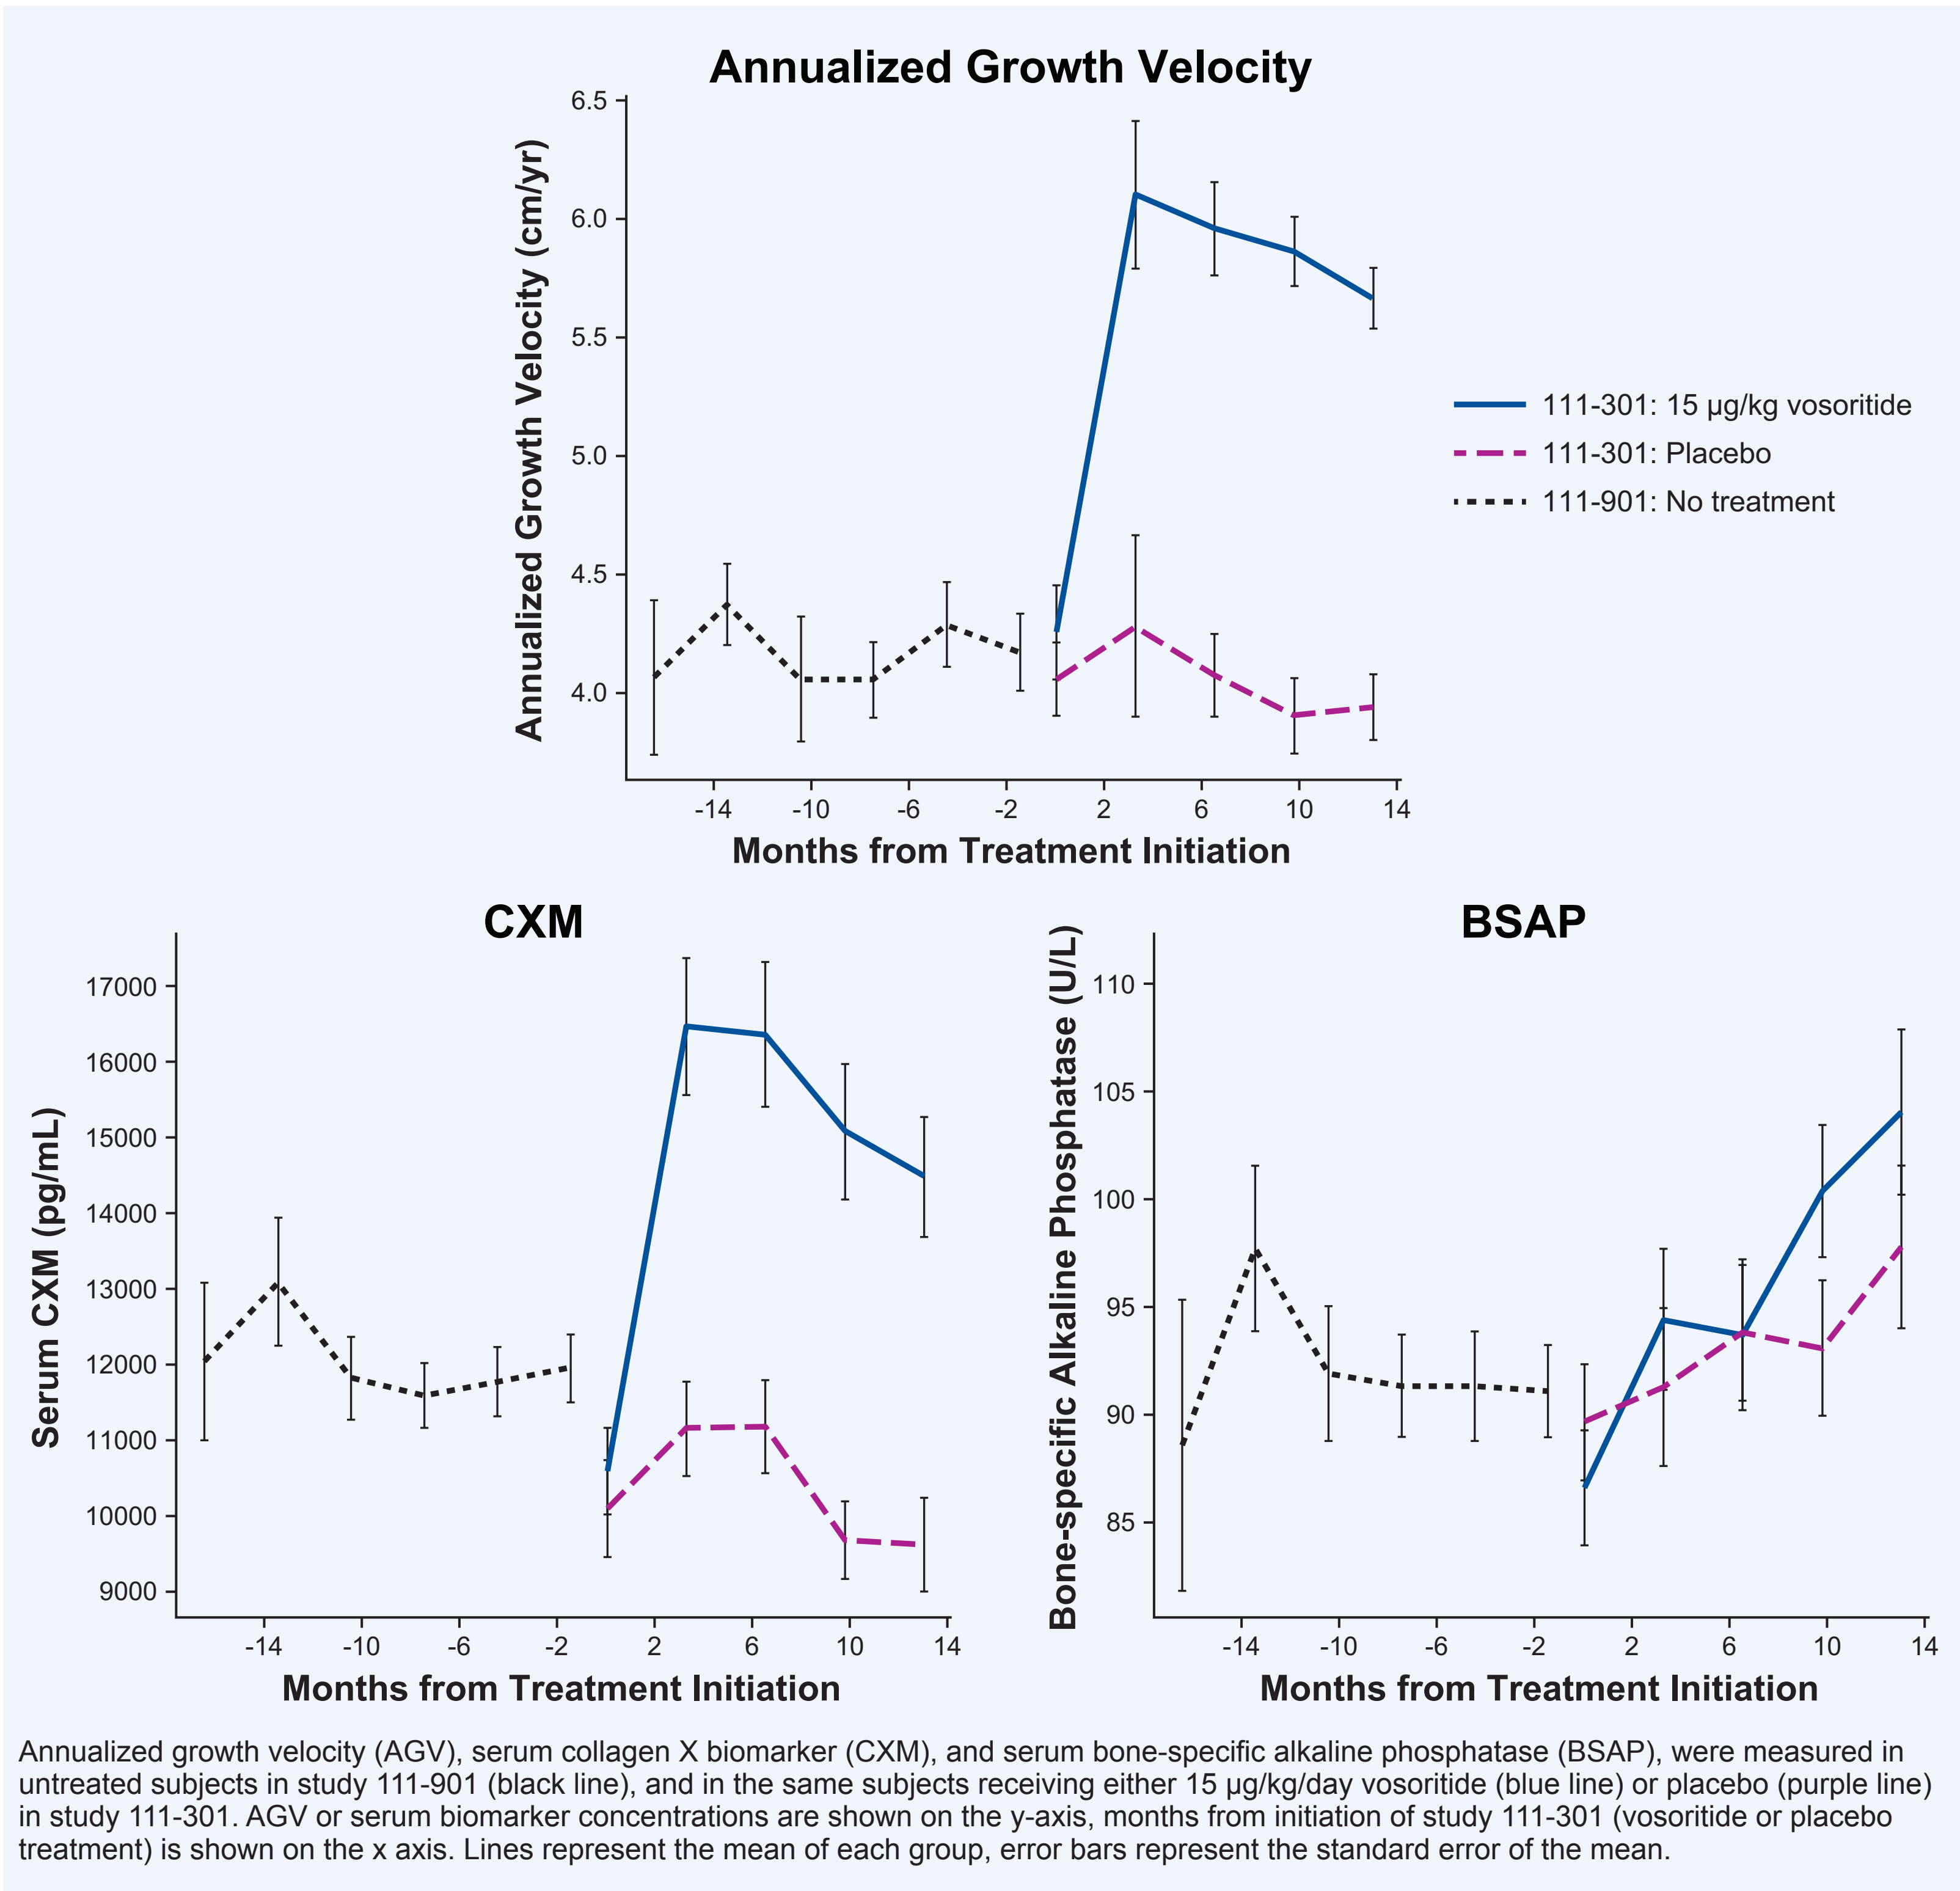 Annualized Growth Velocity
Annualized Growth Velocity (cm/yr)
6.5
6.0
5.5
5.0
4.5
4.0
-14 -10 -6 -2 2 6 10 14
Months from Treatment Initiation
111-301: 15 µg/kg vosoritide
111-301: Placebo
111-901: No treatment
CXM
Serum CXM (pg/mL)
17000
16000
15000
14000
13000
12000
11000
10000
9000
-14 -10 -6 -2 2 6 10 14
Months from Treatment Initiation
BSAP
Bone-specific Alkaline Phosphatase (U/L)
110
105
100
95
90
85
-14 -10 -6 -2 2 6 10 14
Months from Treatment Initiation
Annualized growth velocity (AGV), serum collagen X biomarker (CXM), and serum bone-specific alkaline phosphatase (BSAP), were measured in
untreated subjects in study 111-901 (black line), and in the same subjects receiving either 15 µg/kg/day vosoritide (blue line) or placebo (purple line)
in study 111-301. AGV or serum biomarker concentrations are shown on the y-axis, months from initiation of study 111-301 (vosoritide or placebo
treatment) is shown on the x axis. Lines represent the mean of each group, error bars represent the standard error of the mean.